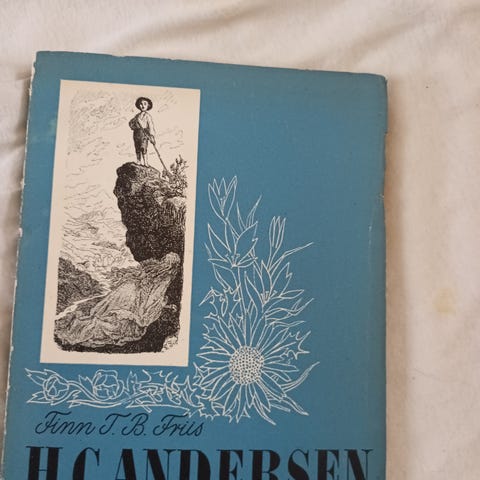 Finn T. B. Friis
H.C. ANDERSEN